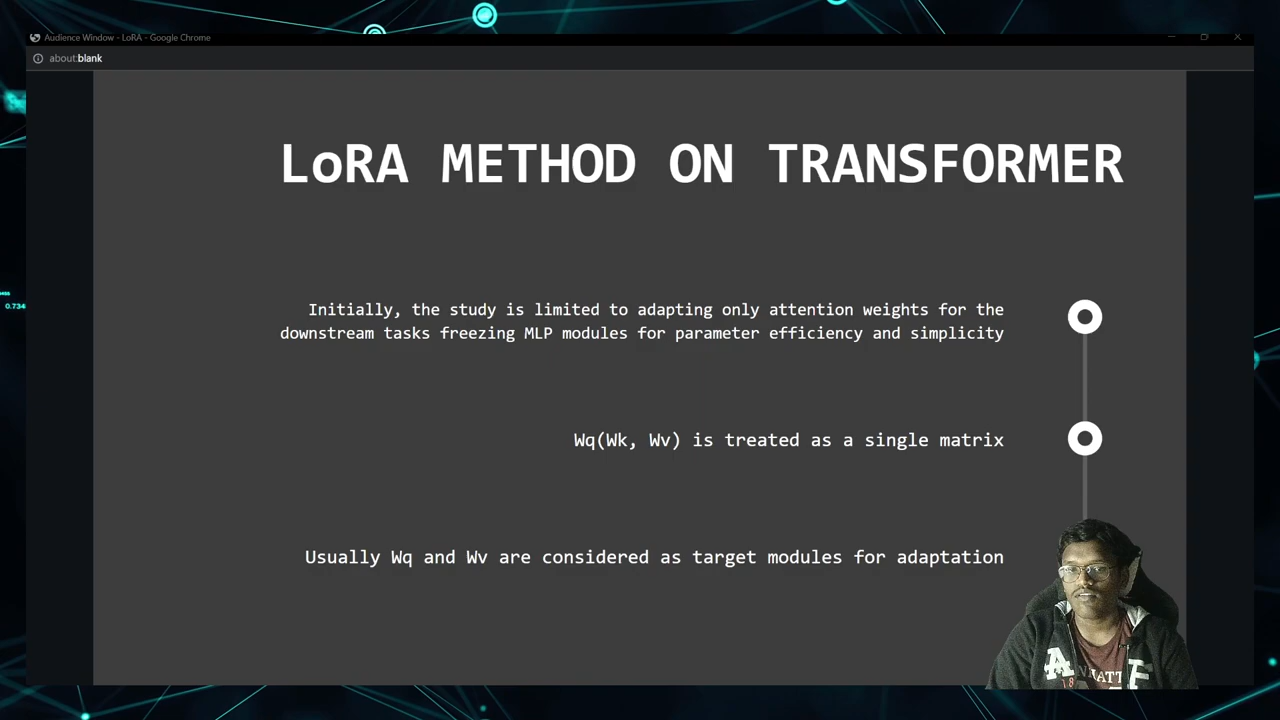 Audience Window - LoRA - Google Chrome
about:blank
LoRA METHOD ON TRANSFORMER
Initially, the study is limited to adapting only attention weights for the
downstream tasks freezing MLP modules for parameter efficiency and simplicity
Wq(Wk, Wv) is treated as a single matrix
Usually Wq and Wv are considered as target modules for adaptation
0.734
A F